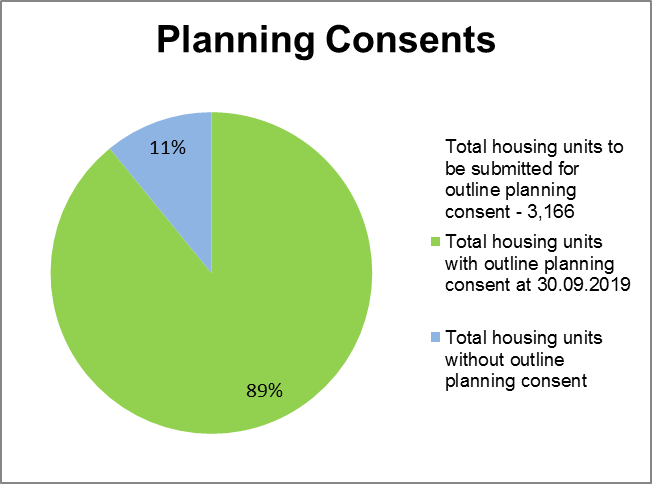 Planning Consents
11%
89%
Total housing units to
be submitted for
outline planning
consent - 3,166
Total housing units
with outline planning
consent at 30.09.2019
Total housing units
without outline
planning consent